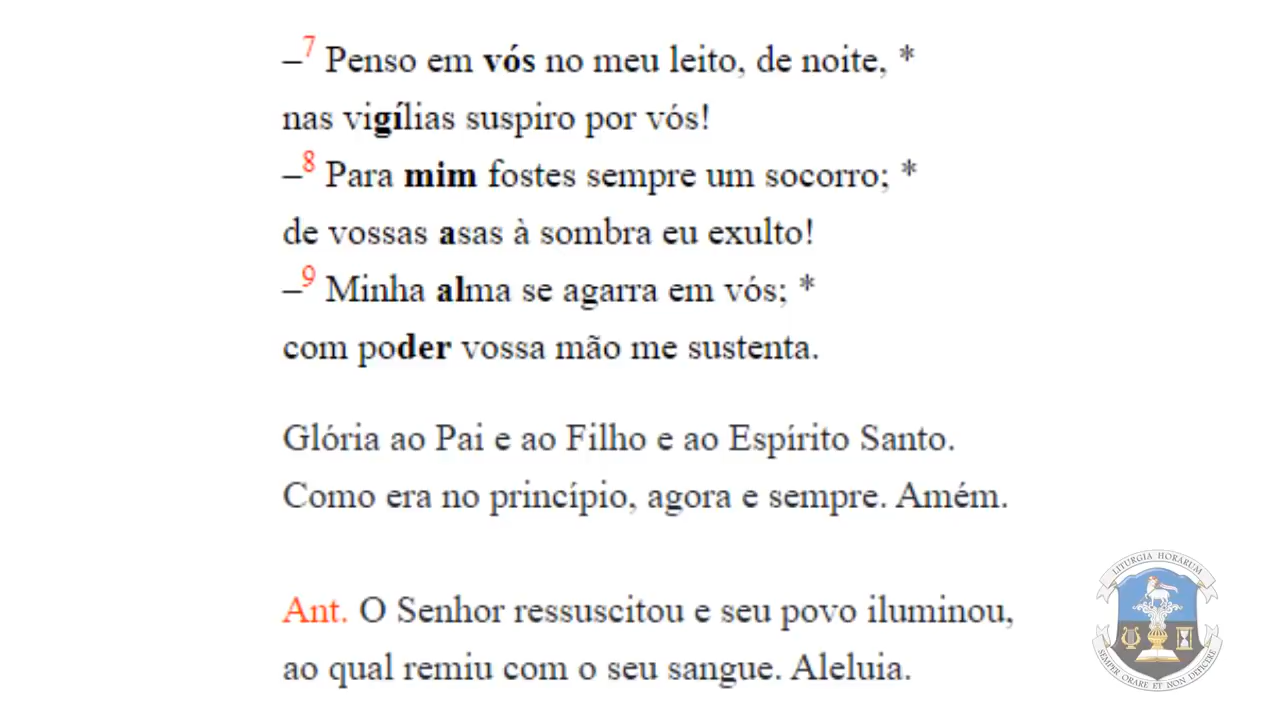 –7 Penso em vós no meu leito, de noite, *
nas vigílias suspiro por vós!
–8 Para mim fostes sempre um socorro; *
de vossas asas à sombra eu exulto!
–9 Minha alma se agarra em vós; *
com poder vossa mão me sustenta.
Glória ao Pai e ao Filho e ao Espírito Santo.
Como era no princípio, agora e sempre. Amém.
Ant. O Senhor ressuscitou e seu povo iluminou,
ao qual remiu com o seu sangue. Aleluia.
LITURGIA HORARUM
SEMPER ORARE ET NON DEFICERE